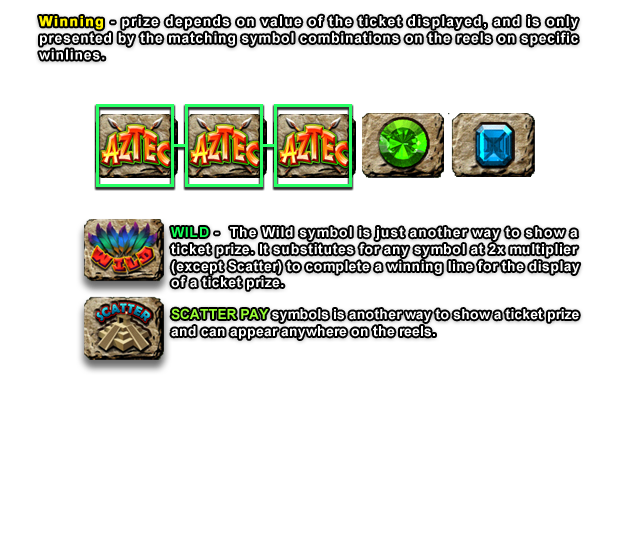 Winning - prize depends on value of the ticket displayed, and is only
presented by the matching symbol combinations on the reels on specific
winlines.
AZTEC AZTEC AZTEC
WILD
WILD - The Wild symbol is just another way to show a
ticket prize. It substitutes for any symbol at 2x multiplier
(except Scatter) to complete a winning line for the display
of a ticket prize.
SCATTER
SCATTER PAY symbols is another way to show a ticket prize
and can appear anywhere on the reels.